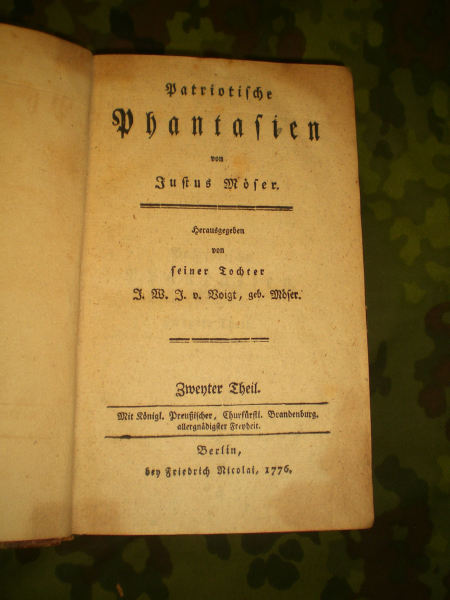 Patriotische
Phantasien
von
Justus Möser.
Herausgegeben
von
seiner Tochter
J. W. J. v. Voigt, geb. Möser.
Zweyter Theil.
Mit Königl. Preußischer, Churfürstl. Brandenburg.
allergnädigster Freyheit.
Berlin,
bey Friedrich Nicolai, 1776.